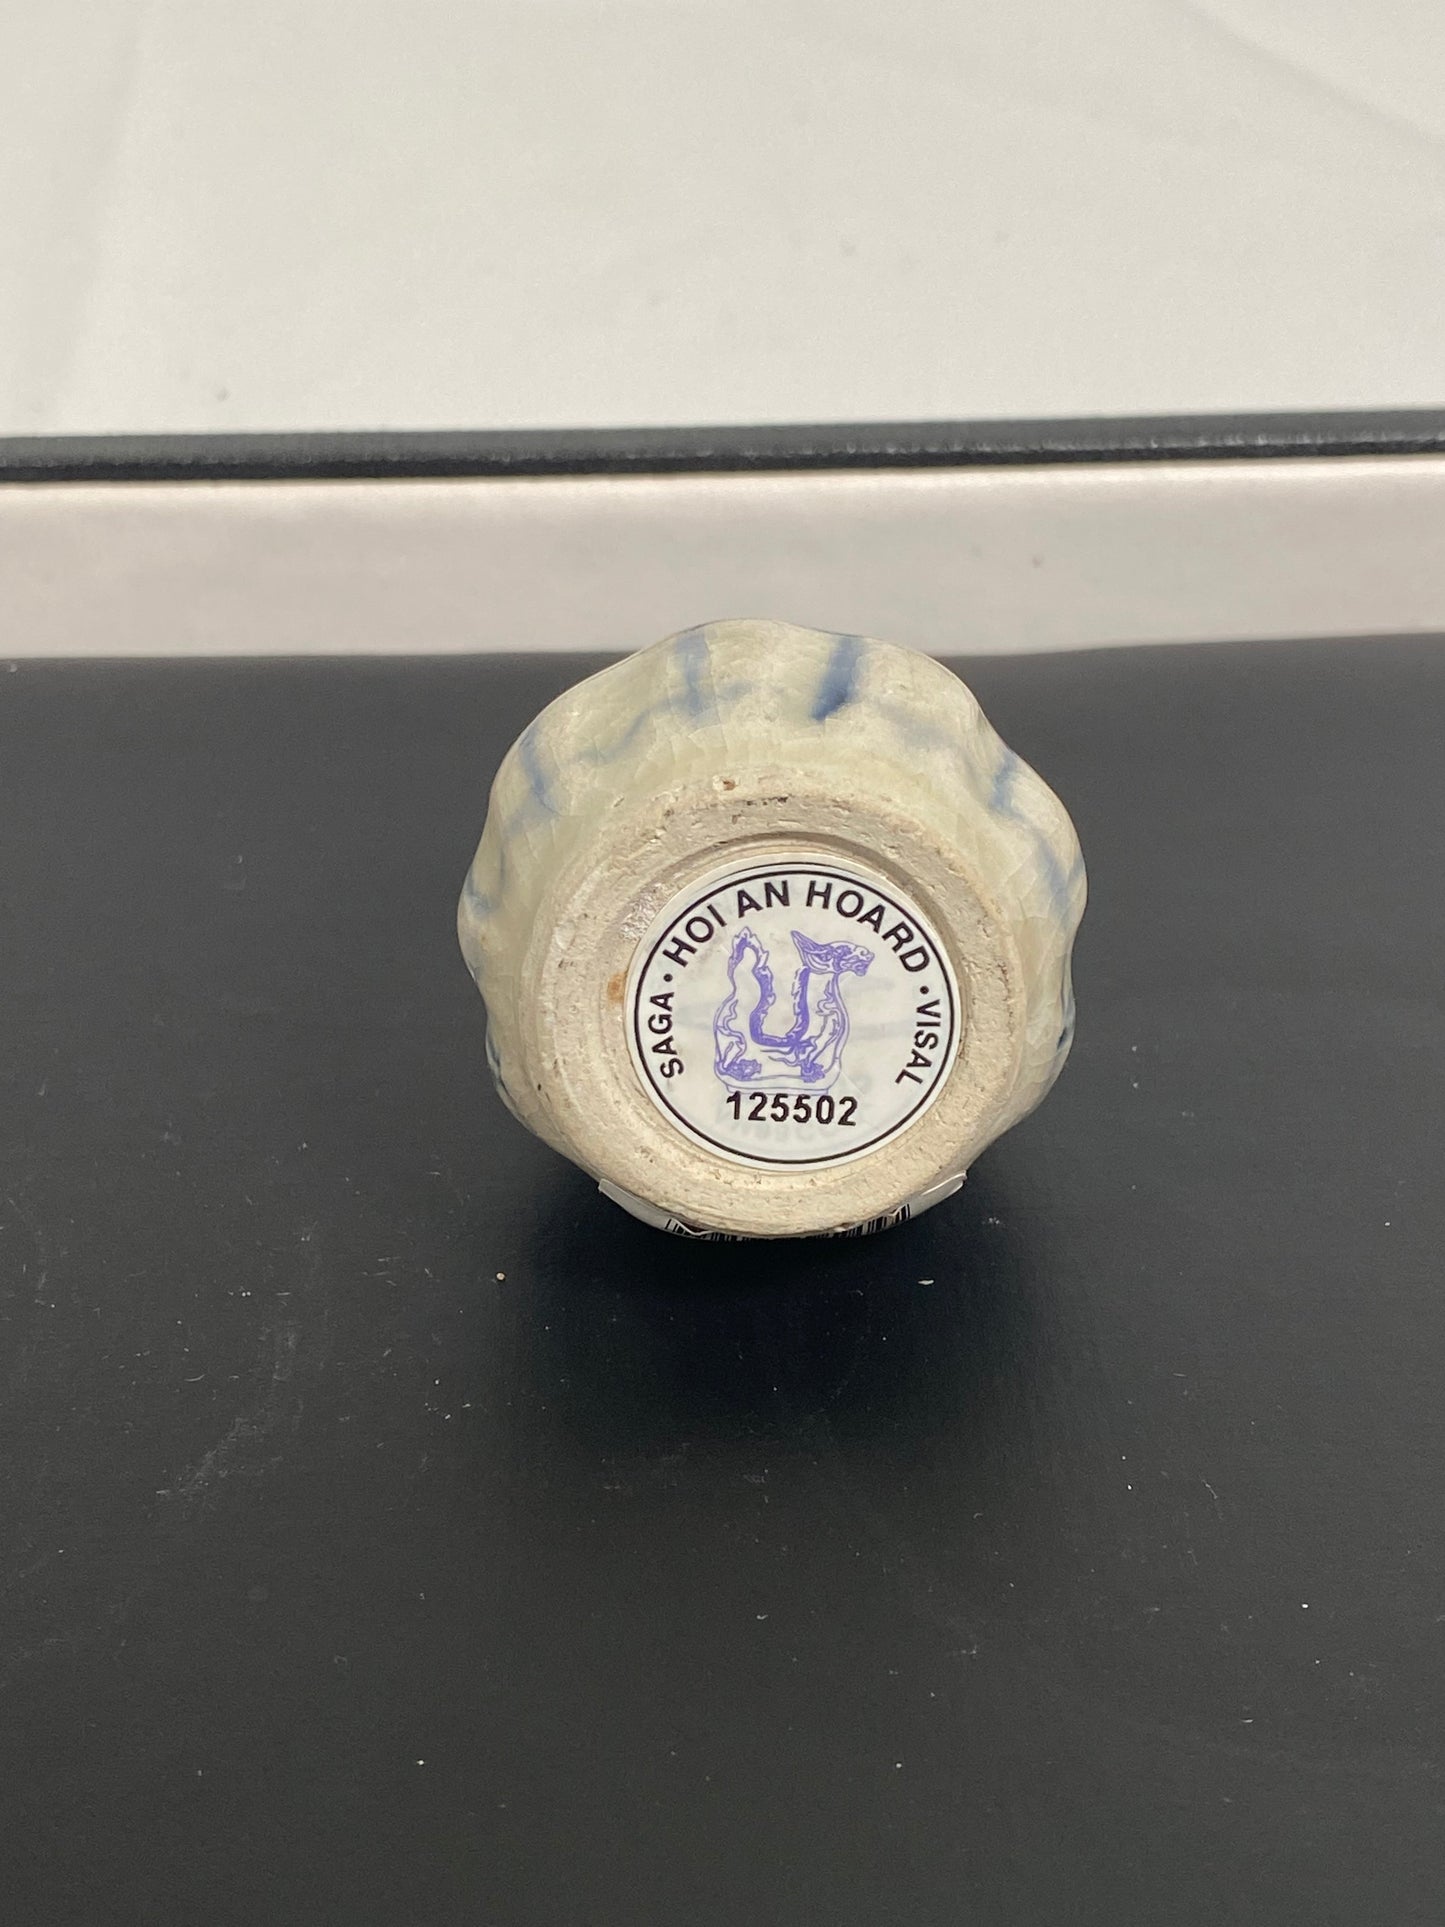 SAGA • HOI AN HOARD • VISAL
125502